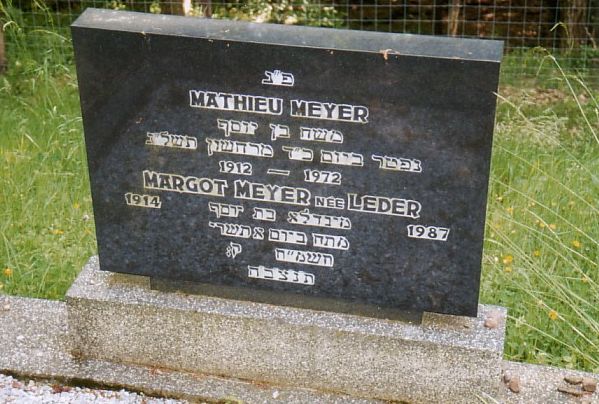 פ״נ
MATHIEU MEYER
משה בן יוסף
נפטר ביום כ״ד מרחשון תשל״ג
1912 — 1972
MARGOT MEYER NÉE LEDER
1914 מינדלא בת יוסף 1987
מתה ביום א תשרי
תשמ״ח
תנצבה